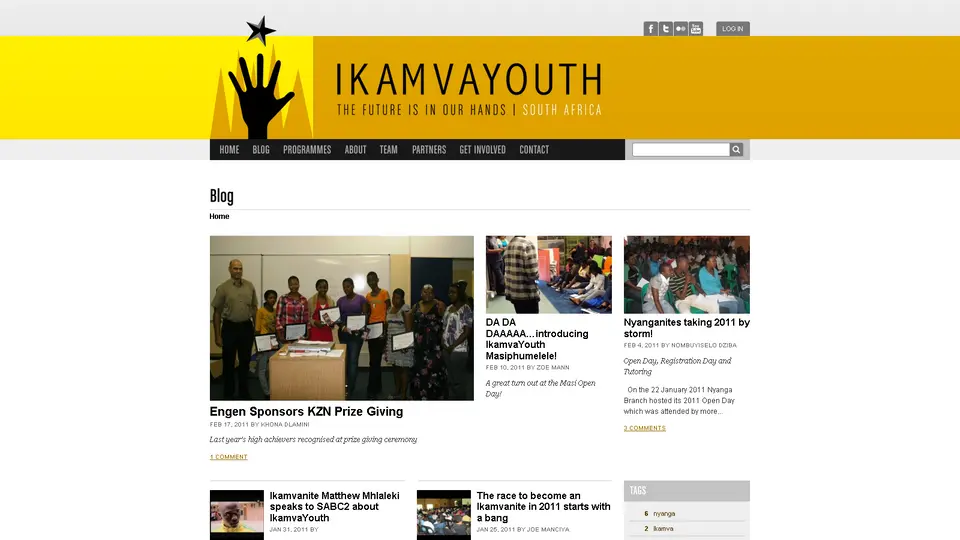 LOG IN
IKAMVAYOUTH
THE FUTURE IS IN OUR HANDS | SOUTH AFRICA
HOME BLOG PROGRAMMES ABOUT TEAM PARTNERS GET INVOLVED CONTACT
Blog
Home
Engen Sponsors KZN Prize Giving
FEB 17, 2011 BY KHONA DLAMINI
Last year's high achievers recognised at prize giving ceremony
1 COMMENT
DA DA
DAAAAA...introducing
IkamvaYouth
Masiphumelele!
FEB 10, 2011 BY ZOE MANN
A great turn out at the Masi Open
Day!
Nyanganites taking 2011 by
storm!
FEB 4, 2011 BY NOMBUYISELO DZIBA
Open Day, Registration Day and
Tutoring
On the 22 January 2011 Nyanga
Branch hosted its 2011 Open Day
which was attended by more...
3 COMMENTS
Ikamvanite Matthew Mhlaleki
speaks to SABC2 about
IkamvaYouth
JAN 31, 2011 BY
The race to become an
Ikamvanite in 2011 starts with
a bang
JAN 25, 2011 BY JOE MANCIYA
TAGS
6 nyanga
2 Ikamva